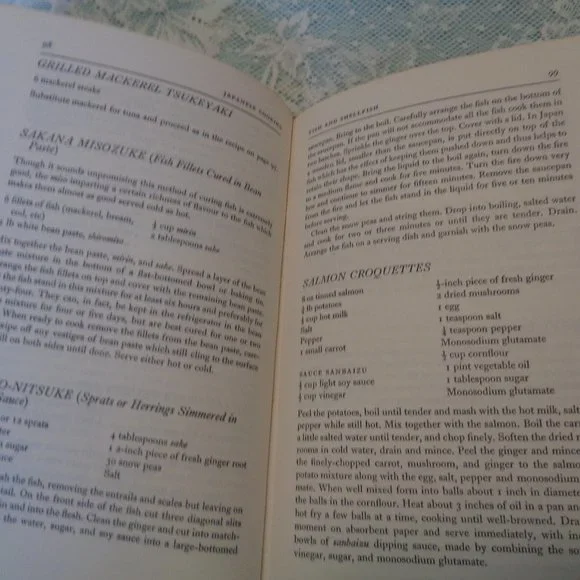 98
JAPANESE COOKING
GRILLED MACKEREL TSUKEYAKI
6 mackerel steaks
Substitute mackerel for tuna and proceed as in the recipe on page
SAKANA MISOZUKE (Fish Fillets Cured in Bean
Paste)
Though it sounds unpromising this method of curing fish is extremely
good, the miso imparting a certain richness of flavour to the fish which
makes them almost as good served cold as hot.
6 fillets of fish (mackerel, bream,
cod, etc)
1 lb white bean paste,
cup mirin
2 tablespoons sake
Mix together the bean paste, mirin, and sake. Spread a layer of the bean
paste mixture in the bottom of a flat-bottomed bowl or baking tin,
arrange the fish fillets on top and cover with the remaining bean paste.
the fish stand in this mixture for at least six hours and preferably for
twenty-four. They can, in fact, be kept in the refrigerator in the bean
mixture for four or five days, but are best cured for one or two
When ready to cook remove the fillets from the bean paste, care-
wipe off any vestiges of bean paste which still cling to the surface
grill on both sides until done. Serve either hot or cold.
O-NITSUKE (Sprats or Herrings Simmered in
Sauce)
or 12 sprats
sugar
sauce
4 tablespoons sake
1 2-inch piece of fresh ginger root
30 snow peas
Salt
the fish, removing the entrails and scales but leaving on
tail. On the front side of the fish cut three diagonal slits
skin and into the flesh. Clean the ginger and cut into match-
the water, sugar, and soy sauce into a large-bottomed
FISH AND SHELLFISH
99
saucepan. Bring to the boil. Carefully arrange the fish on the bottom of
the saucepan. If the pan will not accommodate all the fish cook them in
two batches. Sprinkle the ginger over the top. Cover with a lid. In Japan
a wooden lid, smaller than the saucepan, is put directly on top of the
fish which has the effect of keeping them pushed down and thus helps to
retain their shape. Bring the liquid to the boil again, turn down the fire
to a medium flame and cook for five minutes. Turn the fire down very
low and continue to simmer for fifteen minutes. Remove the saucepan
from the fire and let the fish stand in the liquid for five or ten minutes
before serving.
Clean the snow peas and string them. Drop into boiling, salted water
and cook for two or three minutes or until they are tender. Drain.
Arrange the fish on a serving dish and garnish with the snow peas.
SALMON CROQUETTES
8 oz tinned salmon
½ lb potatoes
cup hot milk
Salt
Pepper
1 small carrot
-inch piece of fresh ginger
2 dried mushrooms
1 egg
1 teaspoon salt
teaspoon pepper
Monosodium glutamate
½ cup cornflour
1 pint vegetable oil
1 tablespoon sugar
Monosodium glutamate
SAUCE SANBAIZU
cup light soy sauce
cup vinegar
Peel the potatoes, boil until tender and mash with the hot milk, salt
pepper while still hot. Mix together with the salmon. Boil the carrot
a little salted water until tender, and chop finely. Soften the dried mush-
rooms in cold water, drain and mince. Peel the ginger and mince
the finely-chopped carrot, mushroom, and ginger to the salmon
potato mixture along with the egg, salt, pepper and monosodium
mate. When well mixed form into balls about 1 inch in diameter
the balls in the cornflour. Heat about 3 inches of oil in a pan and
hot fry a few balls at a time, cooking until well-browned. Drain
moment on absorbent paper and serve immediately, with individual
bowls of sanbaizu dipping sauce, made by combining the soy
vinegar, sugar, and monosodium glutamate.